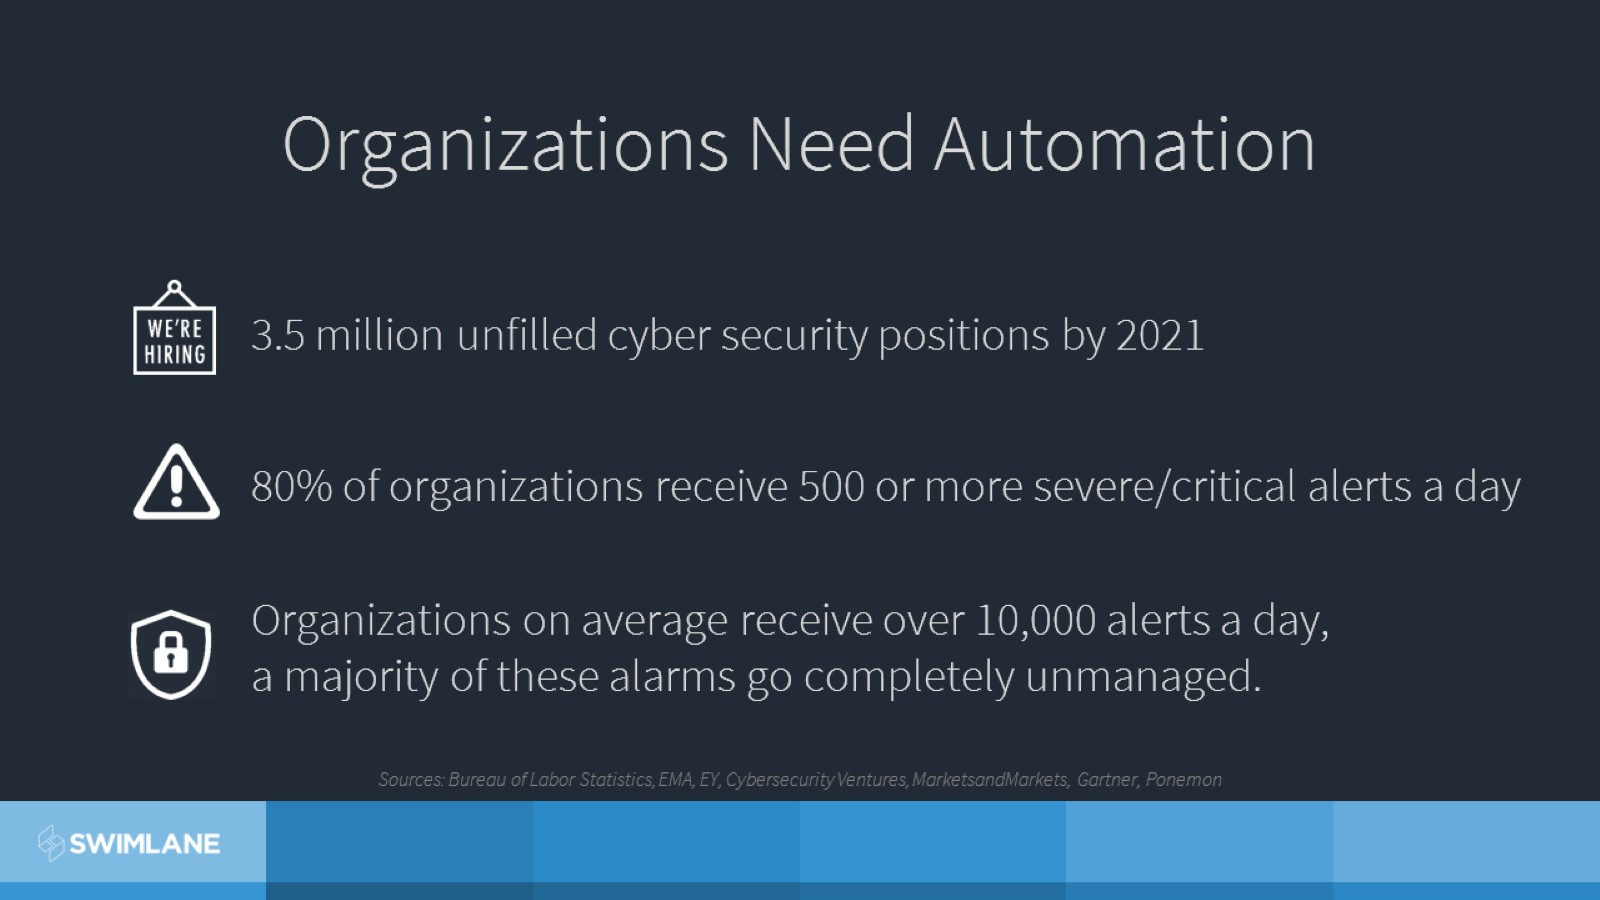 Organizations Need Automation
WE'RE
HIRING
3.5 million unfilled cyber security positions by 2021
80% of organizations receive 500 or more severe/critical alerts a day
Organizations on average receive over 10,000 alerts a day,
a majority of these alarms go completely unmanaged.
Sources: Bureau of Labor Statistics, EMA, EY, Cybersecurity Ventures, MarketsandMarkets, Gartner, Ponemon
SWIMLANE